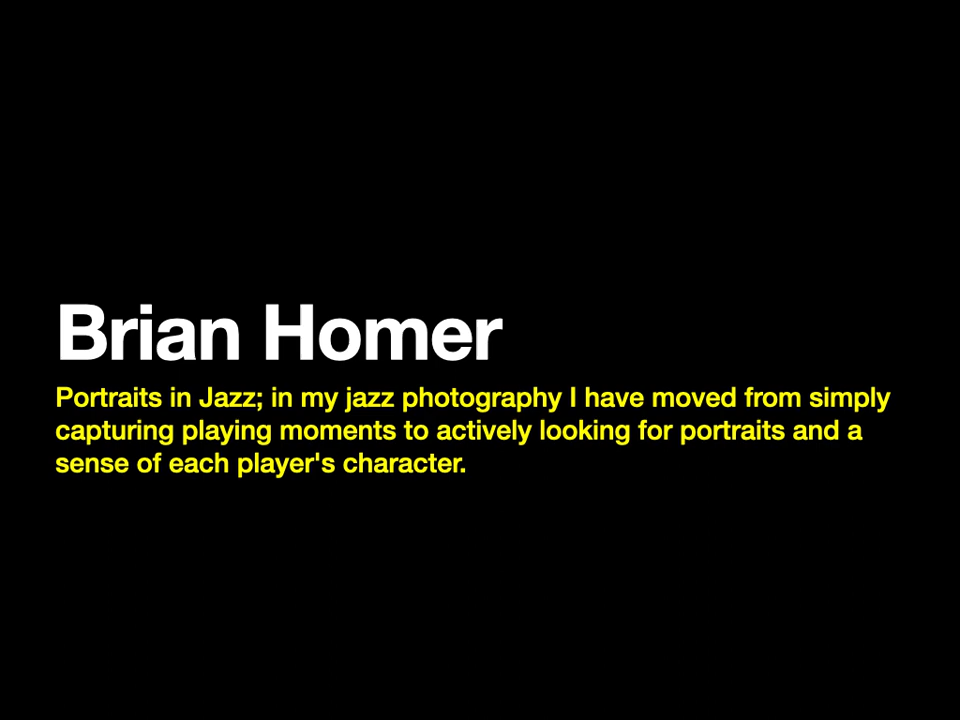 Brian Homer
Portraits in Jazz; in my jazz photography I have moved from simply
capturing playing moments to actively looking for portraits and a
sense of each player's character.